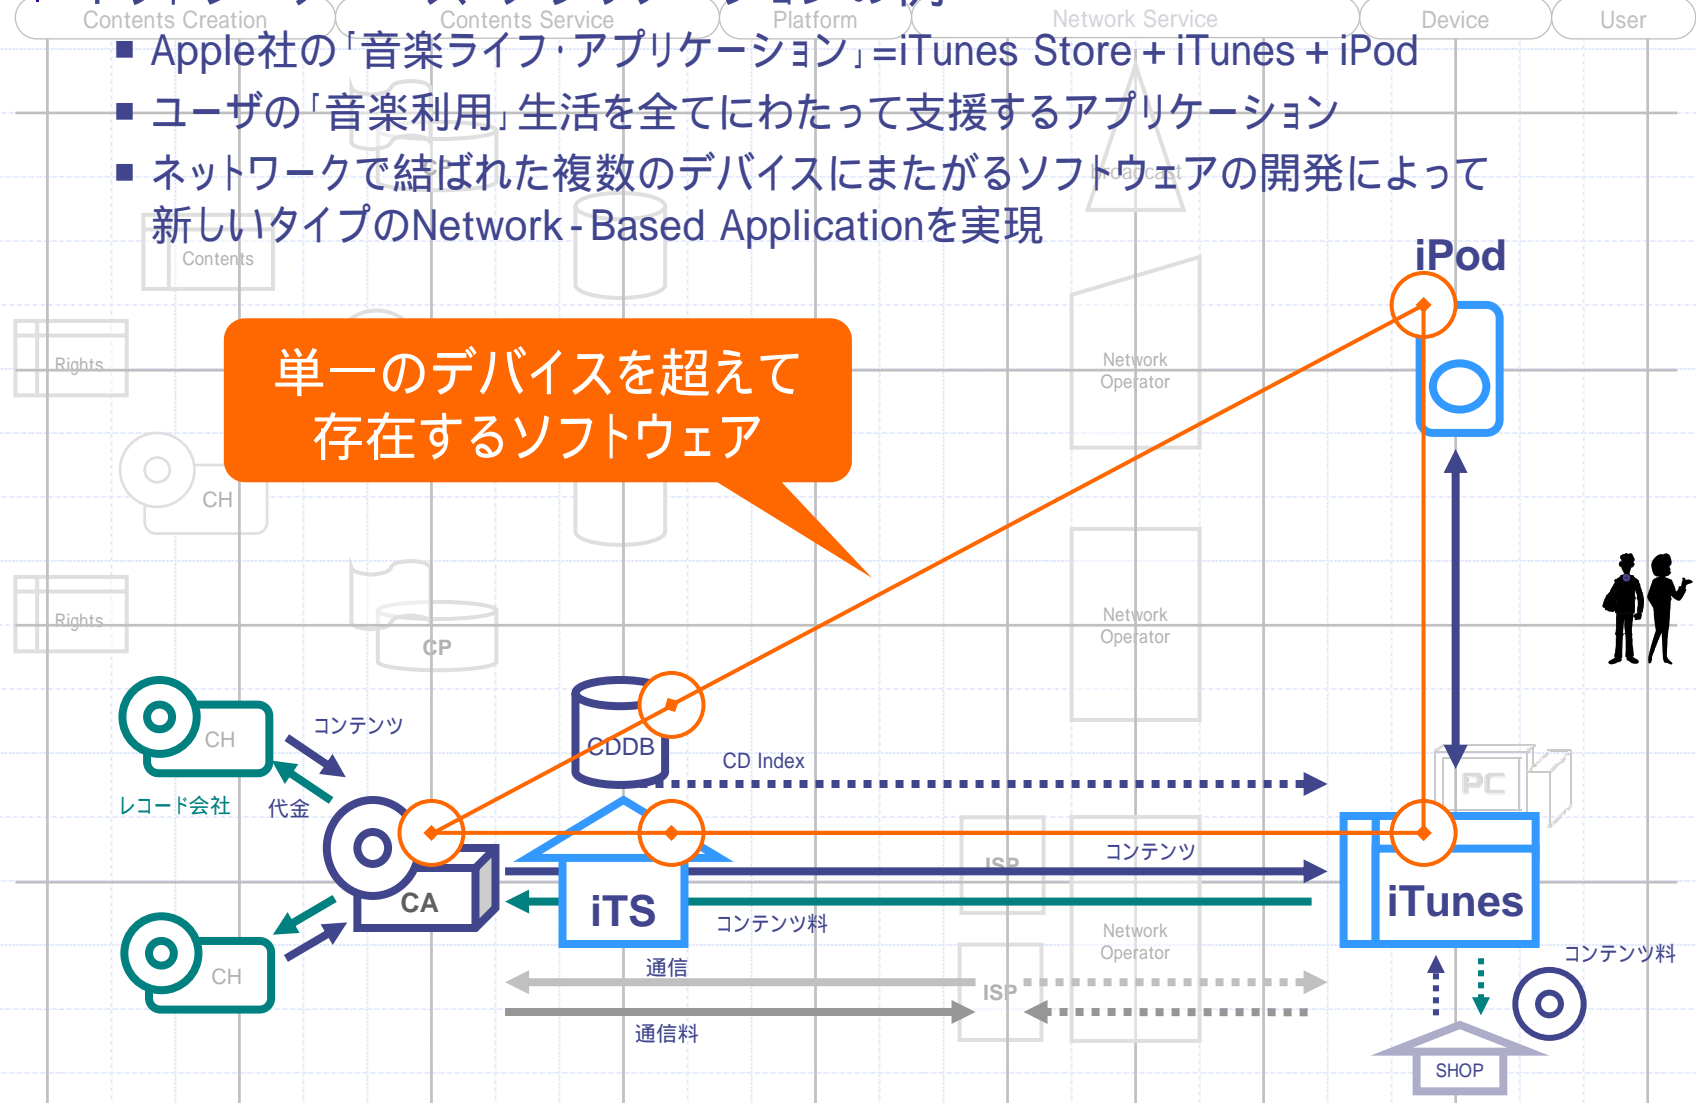 Contents Creation
Contents Service
Platform
Network Service
Device
User
■ Apple社の「音楽ライフ・アプリケーション」=iTunes Store + iTunes + iPod
■ ユーザの「音楽利用」生活を全てにわたって支援するアプリケーション
■ ネットワークで結ばれた複数のデバイスにまたがるソフトウェアの開発によって
新しいタイプのNetwork-Based Applicationを実現
CP
broadcast
Contents
iPod
Rights
単一のデバイスを超えて
存在するソフトウェア
Network
Operator
CH
Rights
CP
Network
Operator
CH
コンテンツ
CDDB
CD Index
レコード会社
代金
PC
ISP
コンテンツ
CA
iTS
iTunes
コンテンツ料
Network
Operator
コンテンツ料
CH
通信
ISP
通信料
SHOP